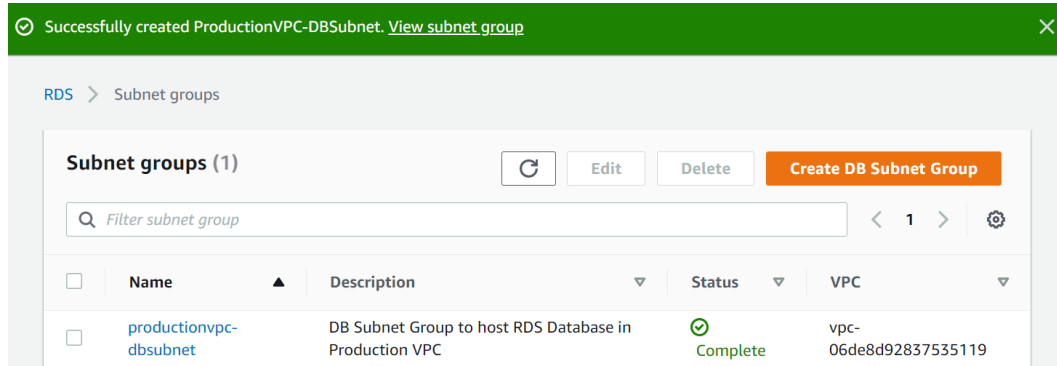 Successfully created ProductionVPC-DBSubnet. View subnet group
RDS > Subnet groups
Subnet groups (1)
Edit
Delete
Create DB Subnet Group
Filter subnet group
1
Name
Description
Status
VPC
productionvpc-
dbsubnet
DB Subnet Group to host RDS Database in
Production VPC
Complete
vpc-
06de8d92837535119